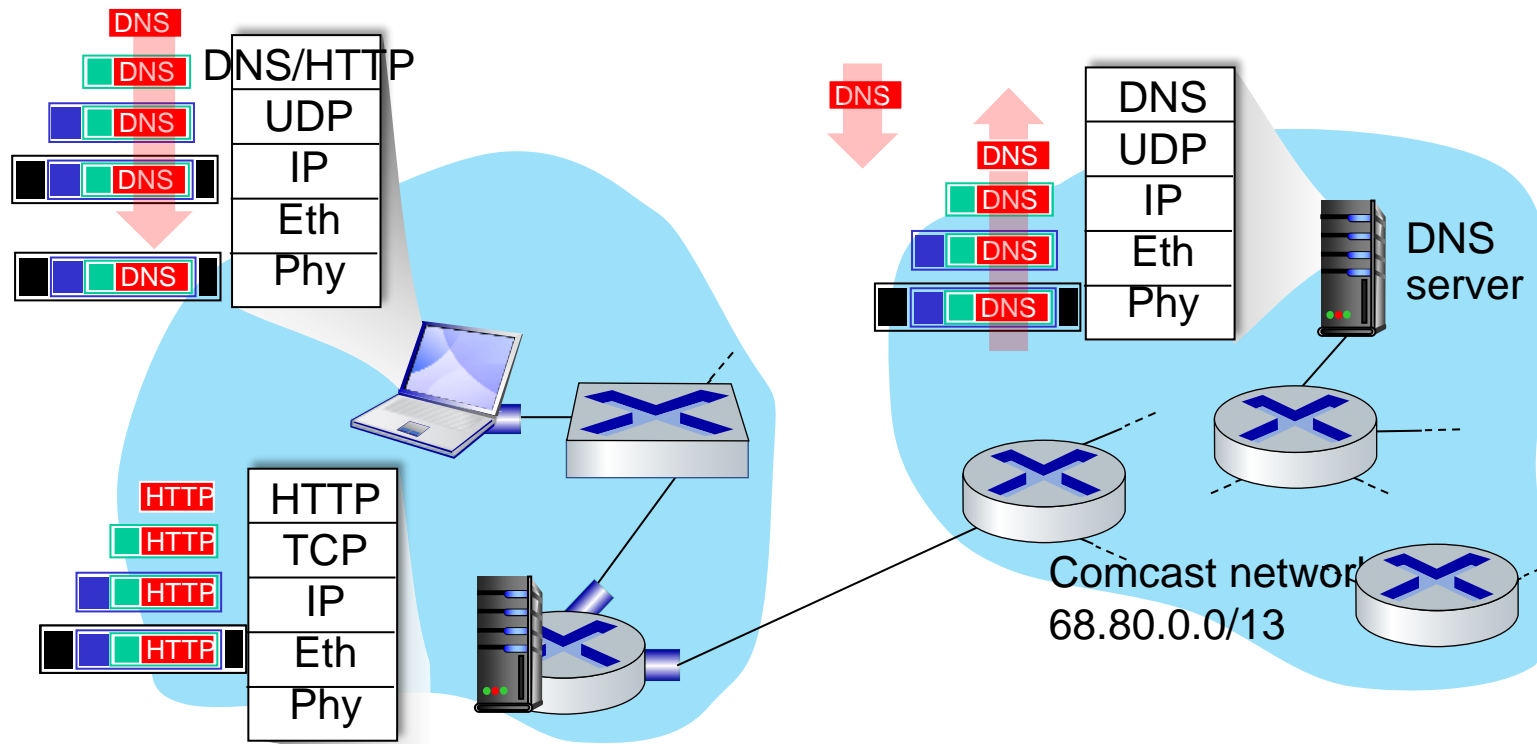 DNS
DNS
DNS
DNS
DNS
DNS/HTTP
UDP
IP
Eth
Phy
DNS
DNS
DNS
DNS
DNS
DNS
UDP
IP
Eth
Phy
DNS
server
HTTP
HTTP
HTTP
HTTP
HTTP
TCP
IP
Eth
Phy
Comcast network
68.80.0.0/13